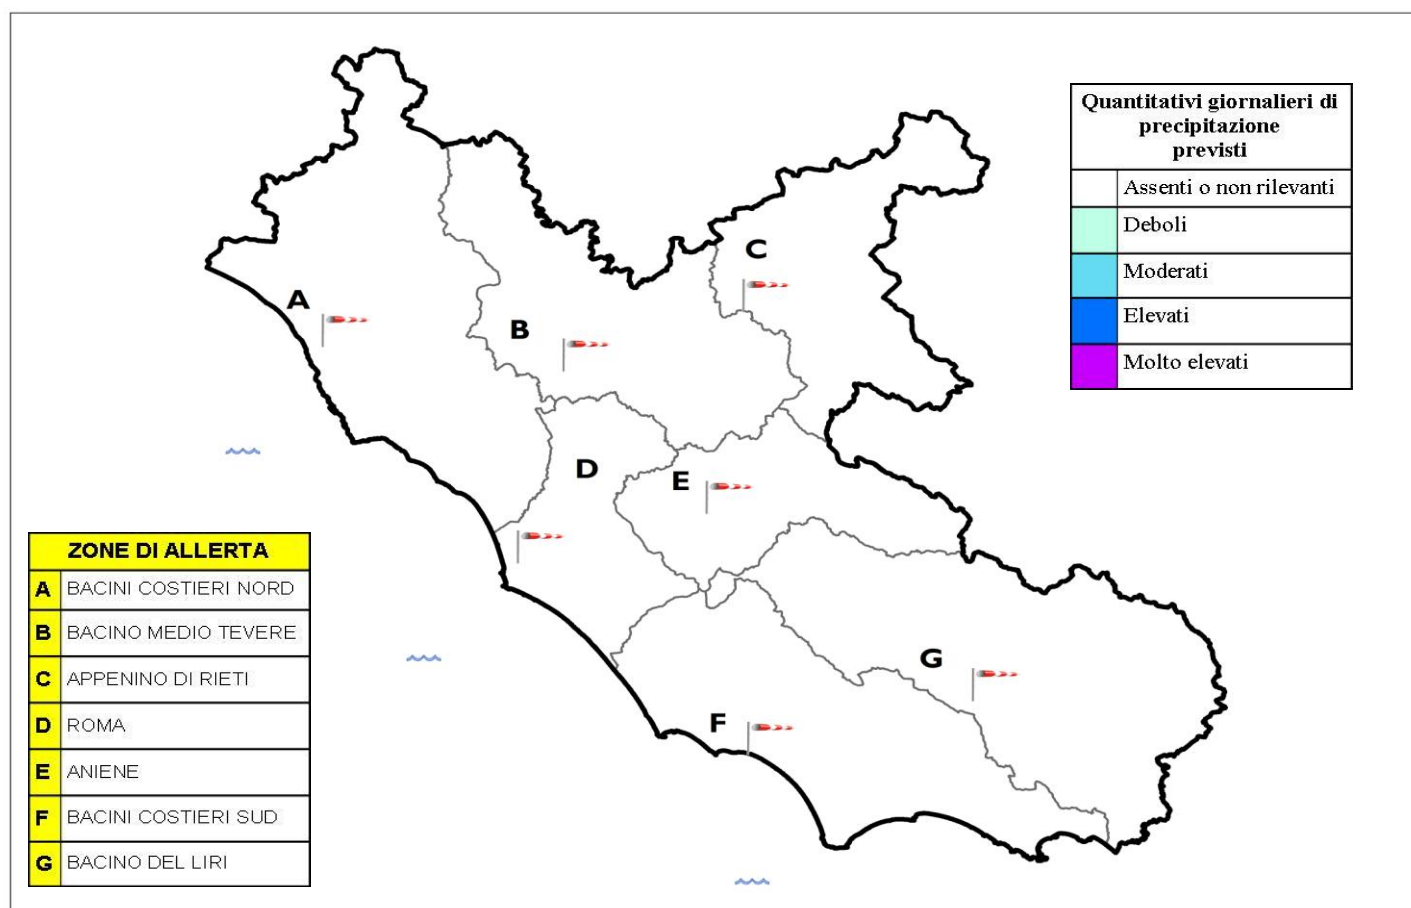 Quantitativi giornalieri di
precipitazione
previsti
Assenti o non rilevanti
Deboli
Moderati
Elevati
Molto elevati
C
A
B
D
E
G
F
ZONE DI ALLERTA
A BACINI COSTIERI NORD
B BACINO MEDIO TEVERE
C APPENINO DI RIETI
D ROMA
E ANIENE
F BACINI COSTIERI SUD
G BACINO DEL LIRI